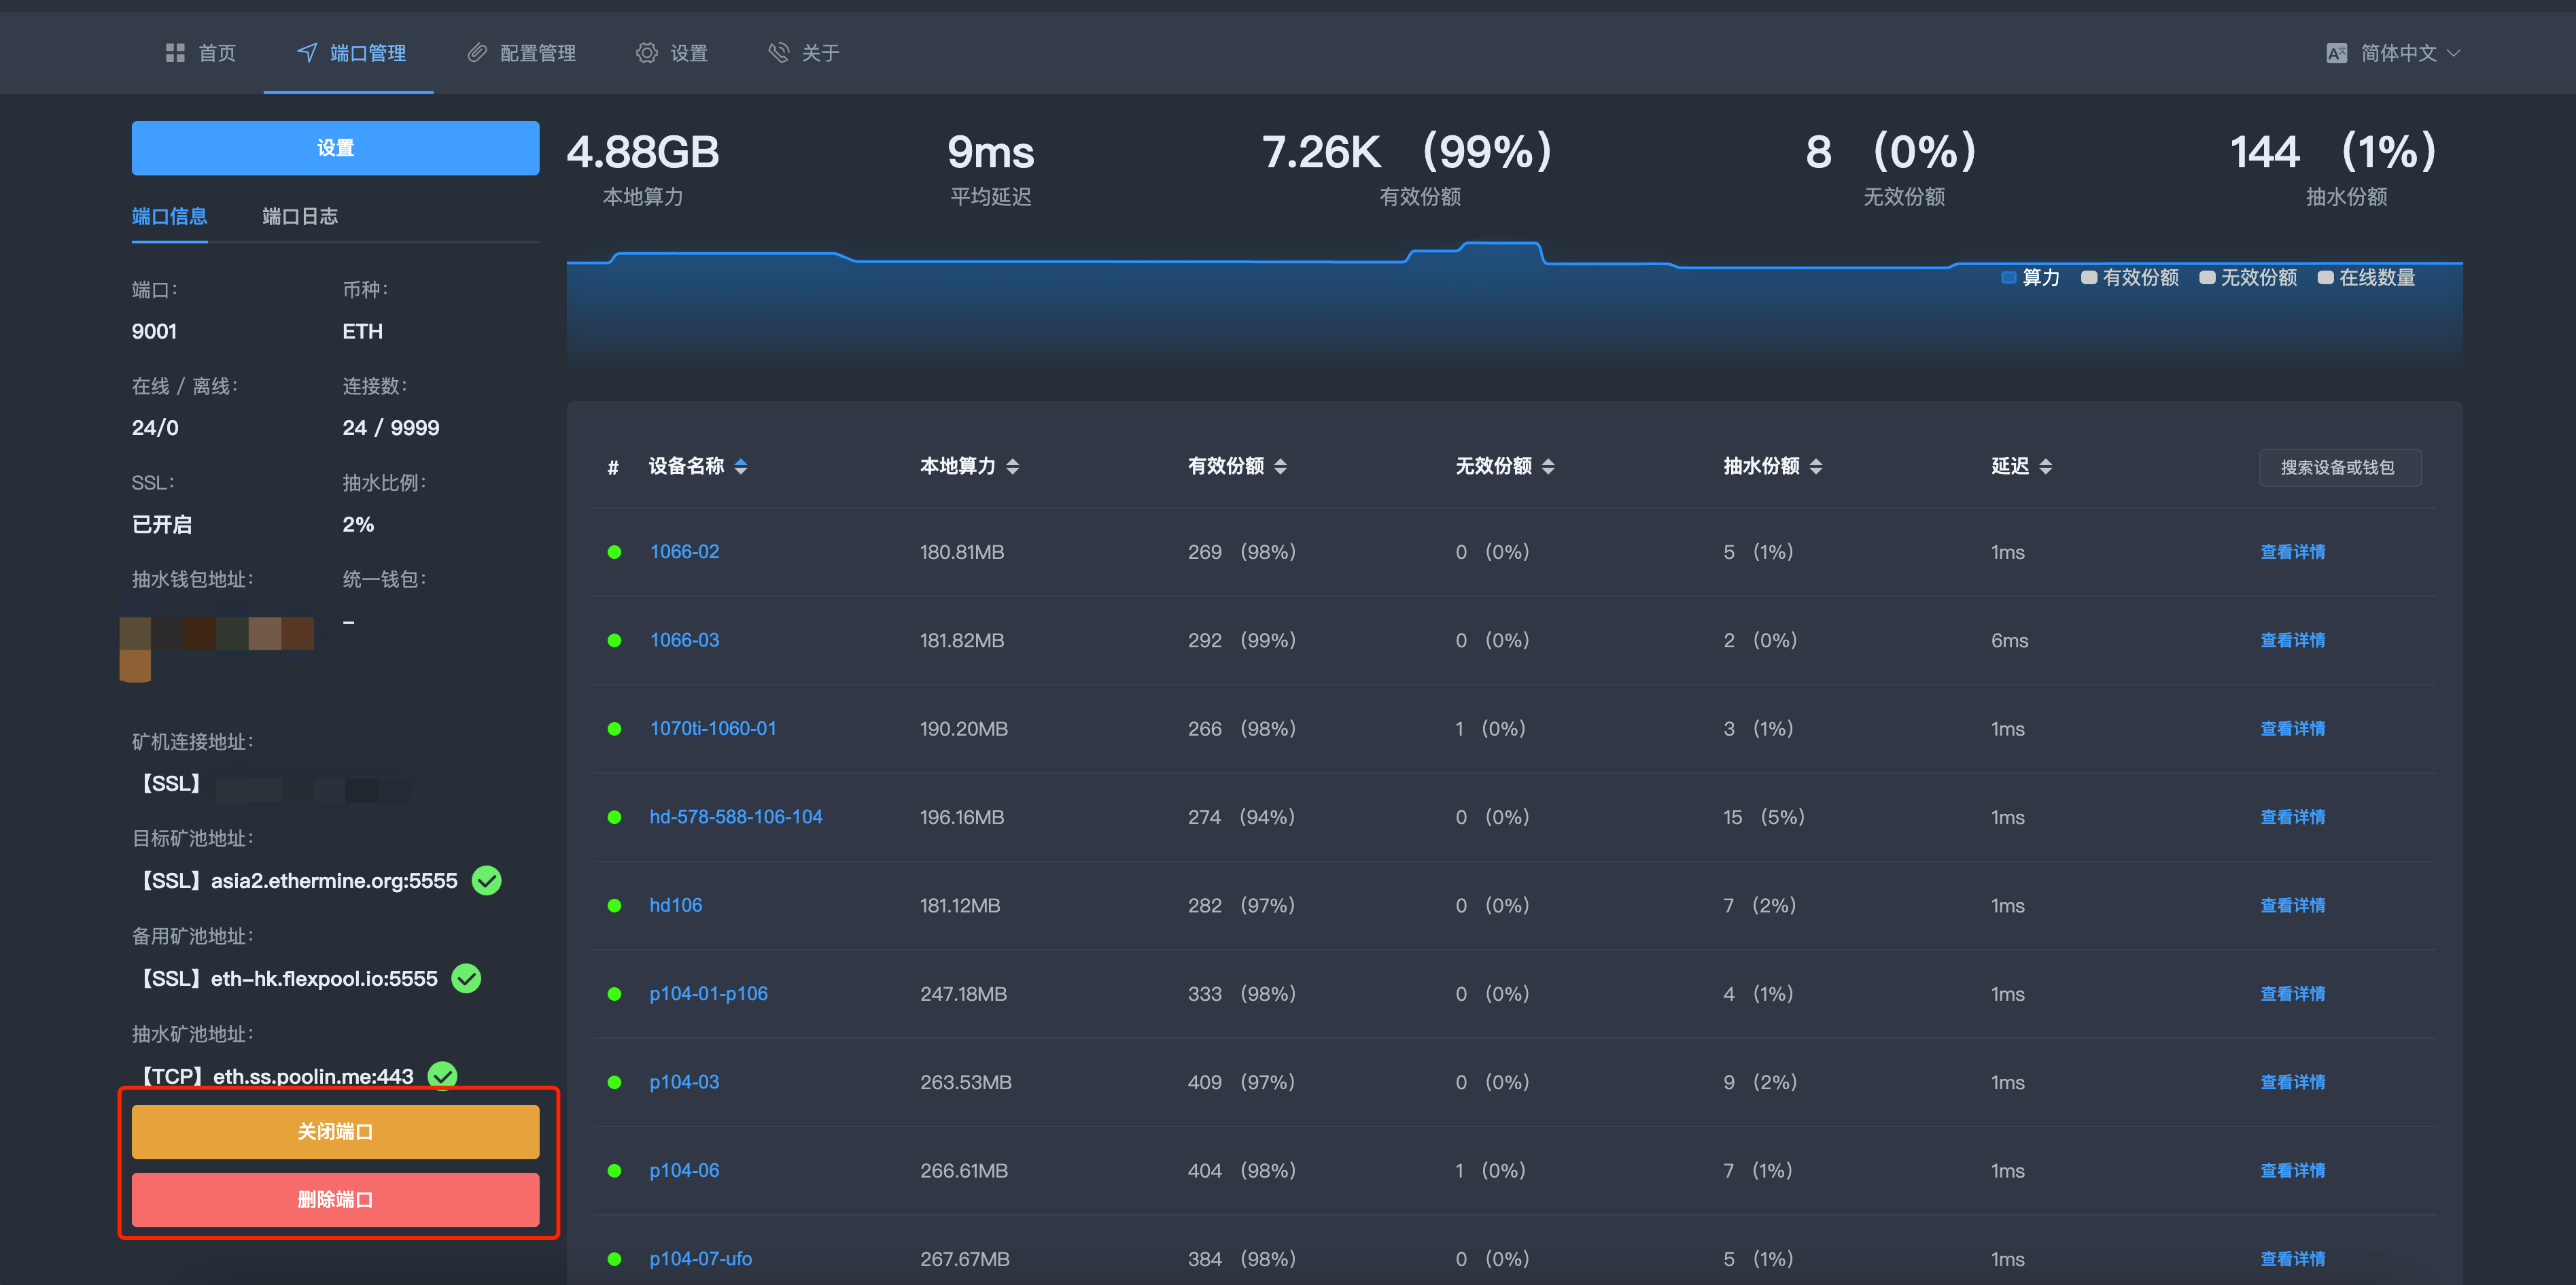 首页 端口管理 配置管理 设置 关于 简体中文
设置
端口信息 端口日志
端口： 币种：
9001 ETH
在线 / 离线： 连接数：
24/0 24 / 9999
SSL： 抽水比例：
已开启 2%
抽水钱包地址： 统一钱包：
–
矿机连接地址：
【SSL】
目标矿池地址：
【SSL】asia2.ethermine.org:5555
备用矿池地址：
【SSL】eth-hk.flexpool.io:5555
抽水矿池地址：
【TCP】eth.ss.poolin.me:443
关闭端口
删除端口
4.88GB 9ms 7.26K （99%） 8 （0%） 144 （1%）
本地算力 平均延迟 有效份额 无效份额 抽水份额
算力 有效份额 无效份额 在线数量
# 设备名称 本地算力 有效份额 无效份额 抽水份额 延迟 搜索设备或钱包
1066-02 180.81MB 269 （98%） 0 （0%） 5 （1%） 1ms 查看详情
1066-03 181.82MB 292 （99%） 0 （0%） 2 （0%） 6ms 查看详情
1070ti-1060-01 190.20MB 266 （98%） 1 （0%） 3 （1%） 1ms 查看详情
hd-578-588-106-104 196.16MB 274 （94%） 0 （0%） 15 （5%） 1ms 查看详情
hd106 181.12MB 282 （97%） 0 （0%） 7 （2%） 1ms 查看详情
p104-01-p106 247.18MB 333 （98%） 0 （0%） 4 （1%） 1ms 查看详情
p104-03 263.53MB 409 （97%） 0 （0%） 9 （2%） 1ms 查看详情
p104-06 266.61MB 404 （98%） 1 （0%） 7 （1%） 1ms 查看详情
p104-07-ufo 267.67MB 384 （98%） 0 （0%） 5 （1%） 1ms 查看详情